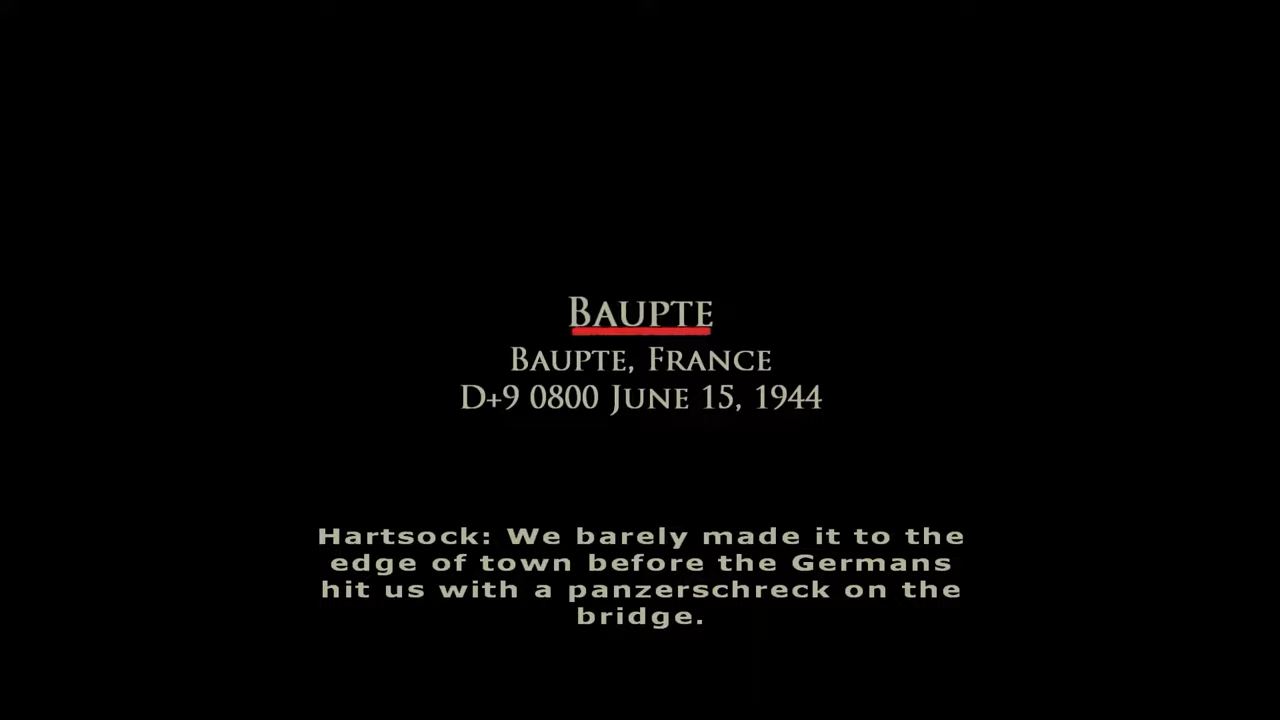 Baupte
Baupte, France
D+9 0800 June 15, 1944
Hartsock: We barely made it to the
edge of town before the Germans
hit us with a panzerschreck on the
bridge.